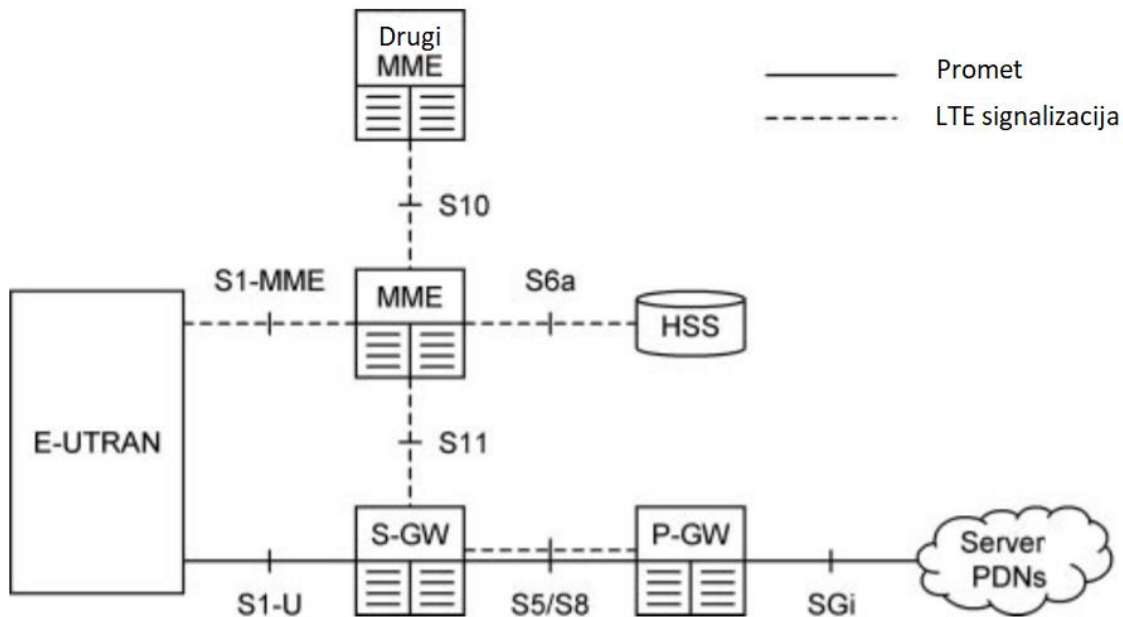 Drugi
MME
Promet
LTE signalizacija
S10
S1-MME
MME
S6a
HSS
E-UTRAN
S11
S-GW
P-GW
Server
PDNs
S1-U
S5/S8
SGi